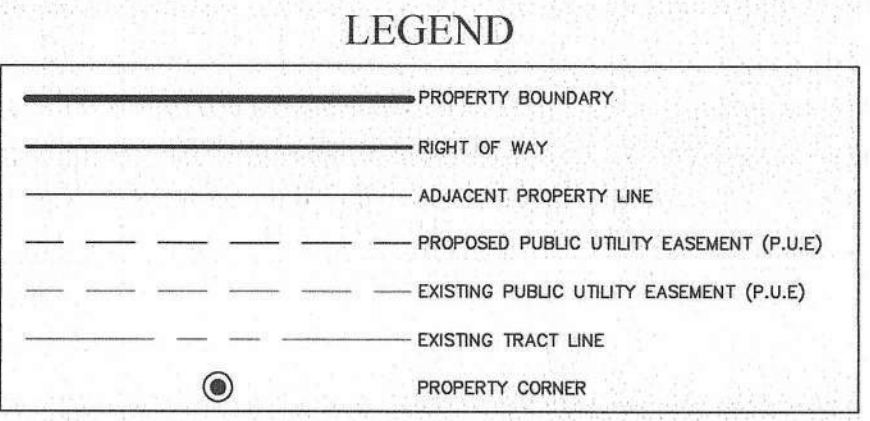 LEGEND
PROPERTY BOUNDARY
RIGHT OF WAY
ADJACENT PROPERTY LINE
PROPOSED PUBLIC UTILITY EASEMENT (P.U.E)
EXISTING PUBLIC UTILITY EASEMENT (P.U.E)
EXISTING TRACT LINE
PROPERTY CORNER